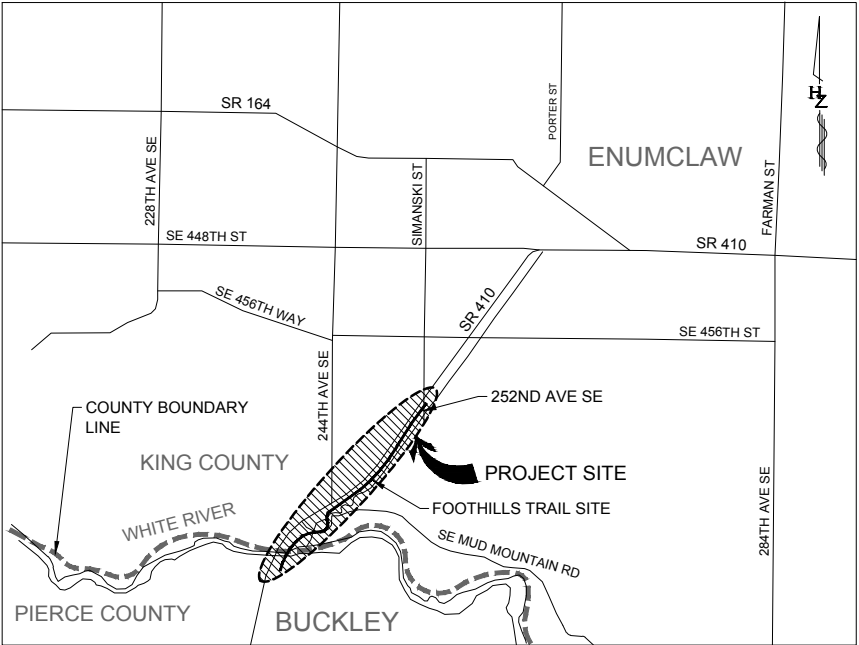 SR 164
PORTER ST
ENUMCLAW
228TH AVE SE
SIMANSKI ST
FARMAN ST
SE 448TH ST
SR 410
SE 456TH WAY
SR 410
SE 456TH ST
244TH AVE SE
252ND AVE SE
COUNTY BOUNDARY
LINE
KING COUNTY
PROJECT SITE
FOOTHILLS TRAIL SITE
WHITE RIVER
SE MUD MOUNTAIN RD
284TH AVE SE
PIERCE COUNTY
BUCKLEY